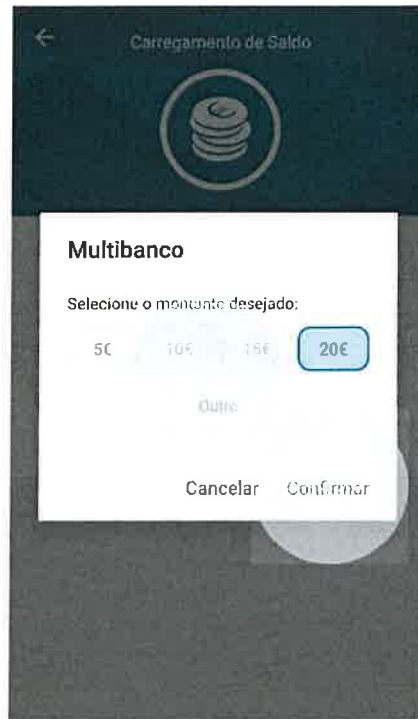 Carregamento de Saldo
Multibanco
Selecione o montante desejado:
5€ 10€ 15€ 20€
Outro
Cancelar Confirmar